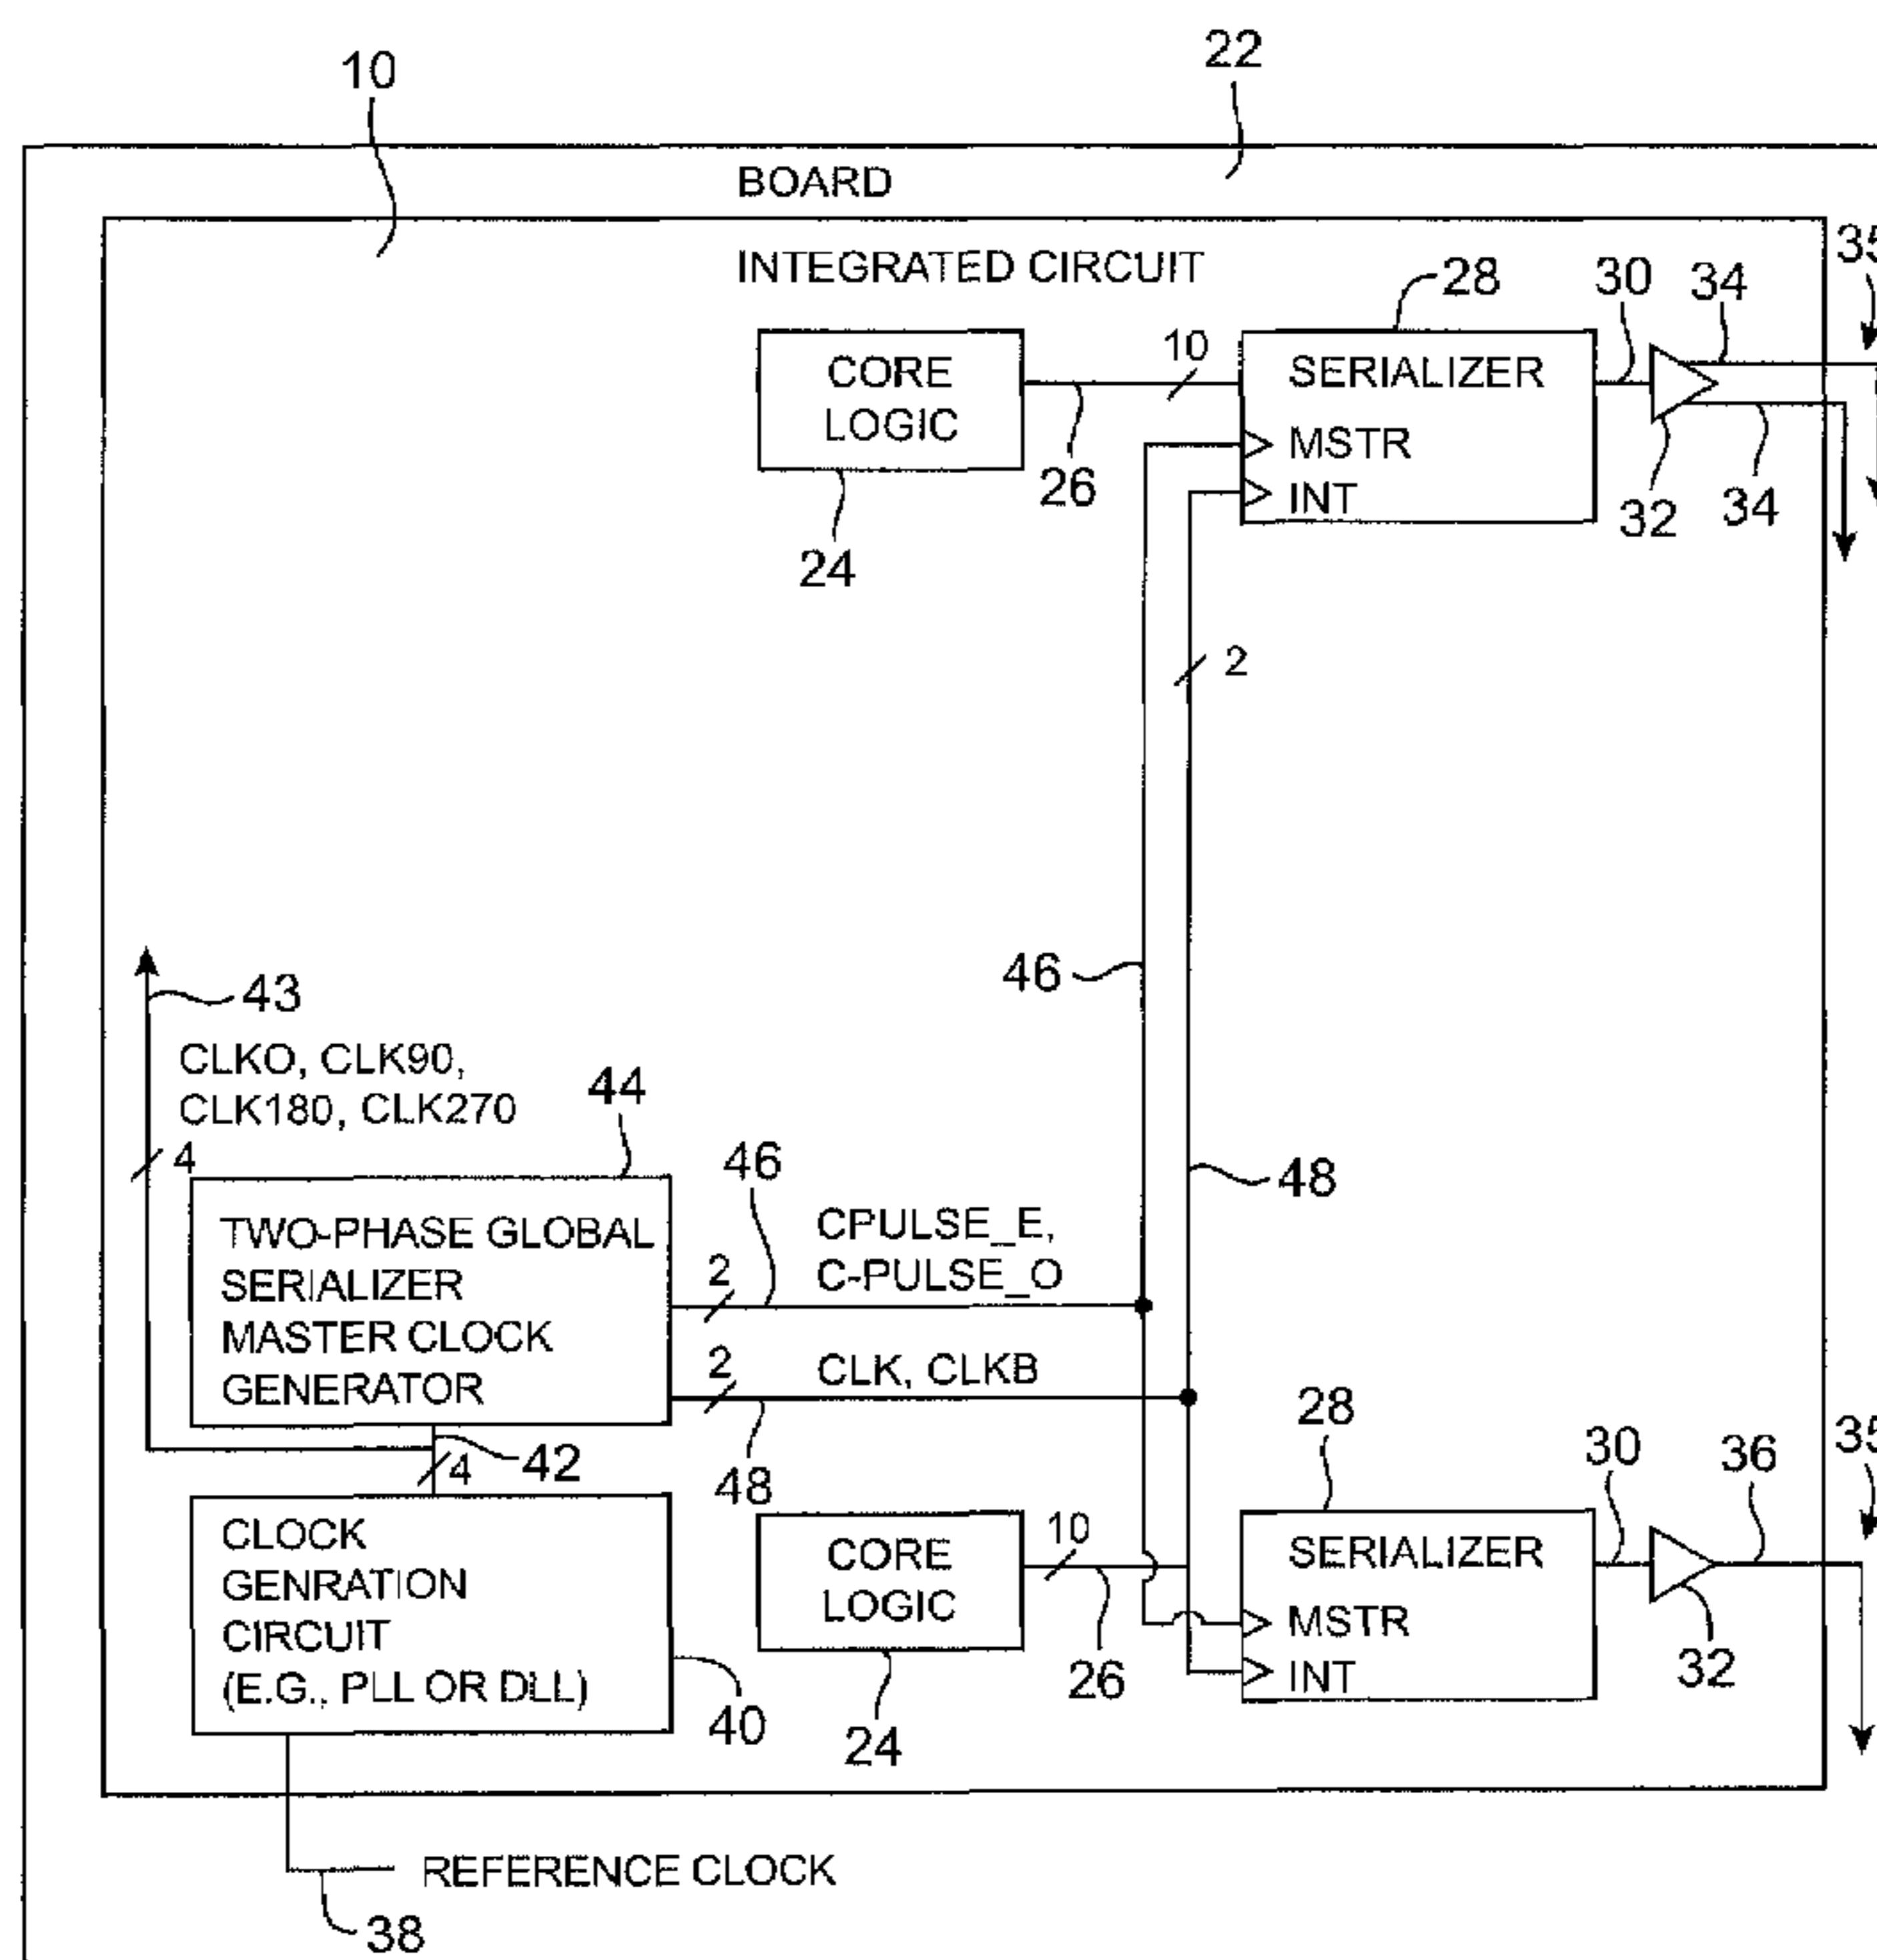 10
22
BOARD
INTEGRATED CIRCUIT
35
28
30
34
CORE
LOGIC
10
26
SERIALIZER
MSTR
INT
32
34
24
2
46
43
CLKO, CLK90,
CLK180, CLK270
4
44
46
48
TWO-PHASE GLOBAL
SERIALIZER
MASTER CLOCK
GENERATOR
2
CPULSE_E,
C-PULSE_O
2
CLK, CLKB
48
42
4
28
30
36
35
CLOCK
GENRATION
CIRCUIT
(E.G., PLL OR DLL)
40
CORE
LOGIC
10
26
24
SERIALIZER
MSTR
INT
32
REFERENCE CLOCK
38